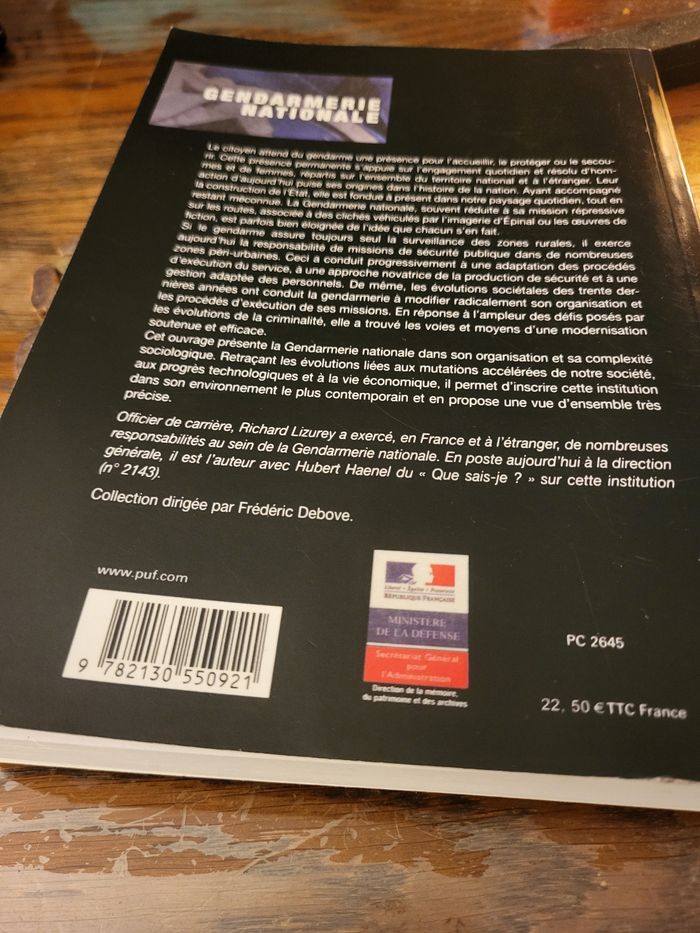 GENDARMERIE
NATIONALE
Le citoyen attend du gendarme une présence pour l'accueillir, le protéger ou le secou-
rir. Cette présence permanente s'appuie sur l'engagement quotidien et résolu d'hom-
mes et de femmes, répartis sur l'ensemble du territoire national et à l'étranger. Leur
action d'aujourd'hui puise ses origines dans l'histoire de la nation. Ayant accompagné
la construction de l'État, elle est fondue à présent dans notre paysage quotidien, tout en
restant méconnue. La Gendarmerie nationale, souvent réduite à sa mission répressive
sur les routes, associée à des clichés véhiculés par l'imagerie d'Épinal ou les œuvres de
fiction, est parfois bien éloignée de l'idée que chacun s'en fait.
Si le gendarme assure toujours seul la surveillance des zones rurales, il exerce
aujourd'hui la responsabilité de missions de sécurité publique dans de nombreuses
zones péri-urbaines. Ceci a conduit progressivement à une adaptation des procédés
d'exécution du service, à une approche novatrice de la production de sécurité et à une
gestion adaptée des personnels. De même, les évolutions sociétales des trente der-
nières années ont conduit la gendarmerie à modifier radicalement son organisation et
les procédés d'exécution de ses missions. En réponse à l'ampleur des défis posés par
les évolutions de la criminalité, elle a trouvé les voies et moyens d'une modernisation
soutenue et efficace.
Cet ouvrage présente la Gendarmerie nationale dans son organisation et sa complexité
sociologique. Retraçant les évolutions liées aux mutations accélérées de notre société,
aux progrès technologiques et à la vie économique, il permet d'inscrire cette institution
dans son environnement le plus contemporain et en propose une vue d'ensemble très
précise.
Officier de carrière, Richard Lizurey a exercé, en France et à l'étranger, de nombreuses
responsabilités au sein de la Gendarmerie nationale. En poste aujourd'hui à la direction
générale, il est l'auteur avec Hubert Haenel du « Que sais-je ? » sur cette institution
(n° 2143).
Collection dirigée par Frédéric Debove.
www.puf.com
9 782130 550921
Liberté • Égalité • Fraternité
RÉPUBLIQUE FRANÇAISE
MINISTÈRE
DE LA DÉFENSE
Secrétariat Général
pour
l'Administration
Direction de la mémoire,
du patrimoine et des archives
PC 2645
22, 50 € TTC France